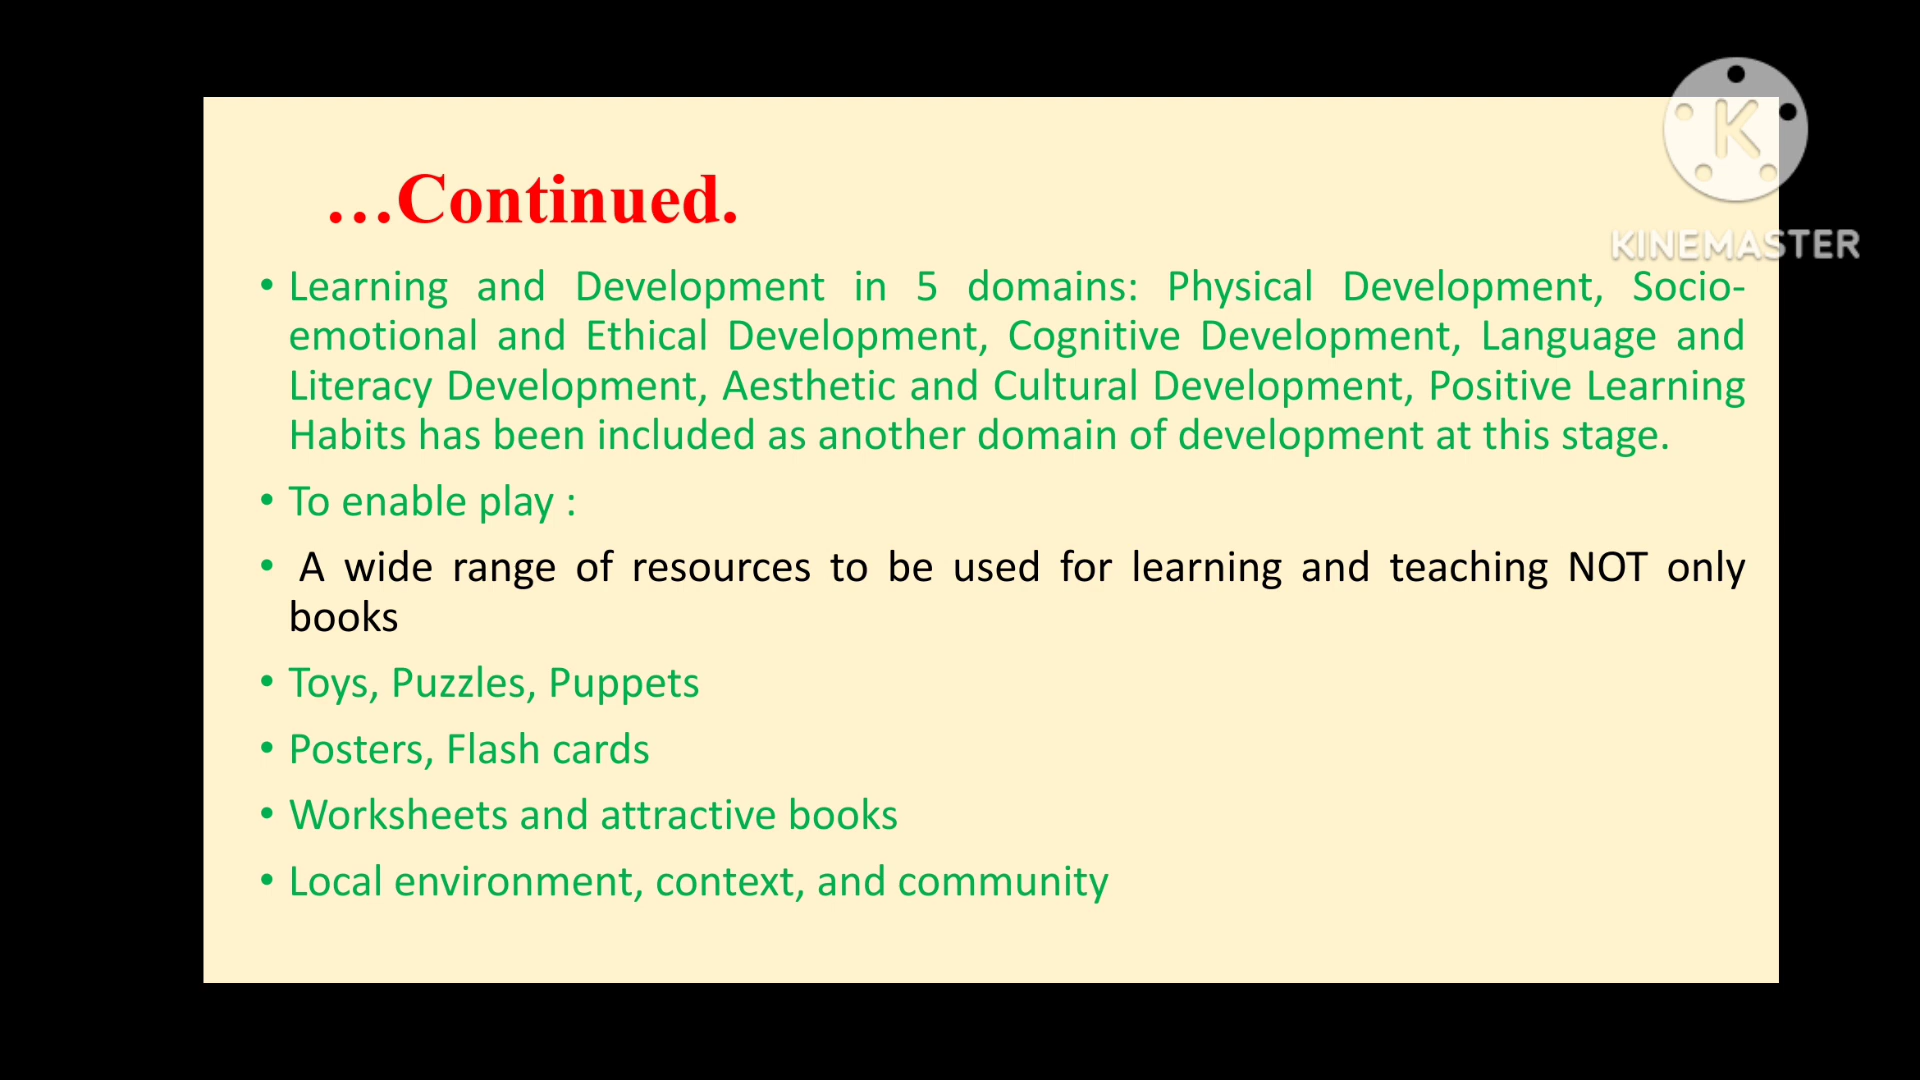 K
KINEMASTER
...Continued.
• Learning and Development in 5 domains: Physical Development, Socio-
emotional and Ethical Development, Cognitive Development, Language and
Literacy Development, Aesthetic and Cultural Development, Positive Learning
Habits has been included as another domain of development at this stage.
• To enable play :
• A wide range of resources to be used for learning and teaching NOT only
books
• Toys, Puzzles, Puppets
• Posters, Flash cards
• Worksheets and attractive books
• Local environment, context, and community